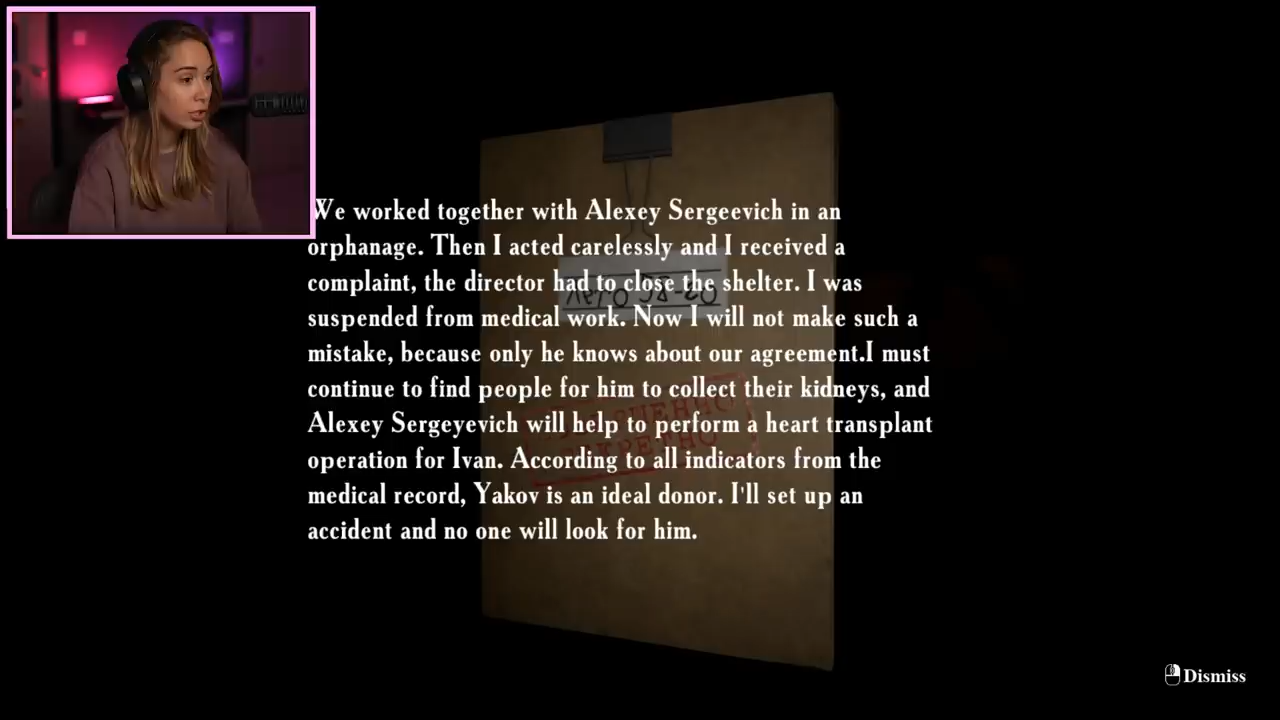 We worked together with Alexey Sergeevich in an
orphanage. Then I acted carelessly and I received a
complaint, the director had to close the shelter. I was
suspended from medical work. Now I will not make such a
mistake, because only he knows about our agreement.I must
continue to find people for him to collect their kidneys, and
Alexey Sergeyevich will help to perform a heart transplant
operation for Ivan. According to all indicators from the
medical record, Yakov is an ideal donor. I'll set up an
accident and no one will look for him.
Dismiss